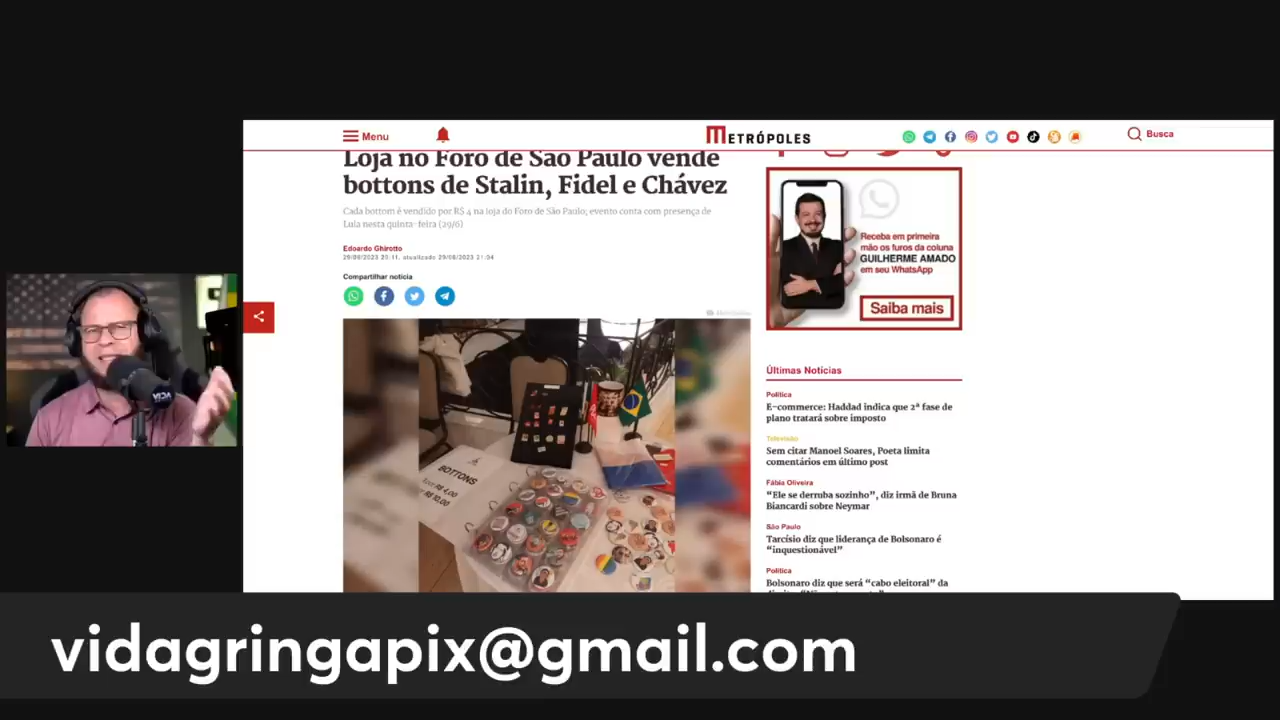 Menu
METRÓPOLES
Busca
Loja no Foro de São Paulo vende
bottons de Stalin, Fidel e Chávez
Cada bottom é vendido por R$ 4 na loja do Foro de São Paulo; evento conta com presença de
Lula nesta quinta-feira (29/6)
Edoardo Ghirotto
Compartilhar notícia
BOTTONS
Receba em primeira
mão os furos da coluna
GUILHERME AMADO
em seu WhatsApp
Saiba mais
Últimas Notícias
Política
E-commerce: Haddad indica que 2ª fase de
plano tratará sobre imposto
Televisão
Sem citar Manoel Soares, Poeta limita
comentários em último post
Fábia Oliveira
“Ele se derruba sozinho”, diz irmã de Bruna
Biancardi sobre Neymar
São Paulo
Tarcísio diz que liderança de Bolsonaro é
“inquestionável”
Política
Bolsonaro diz que será “cabo eleitoral” da
VIDA
vidagringapix@gmail.com